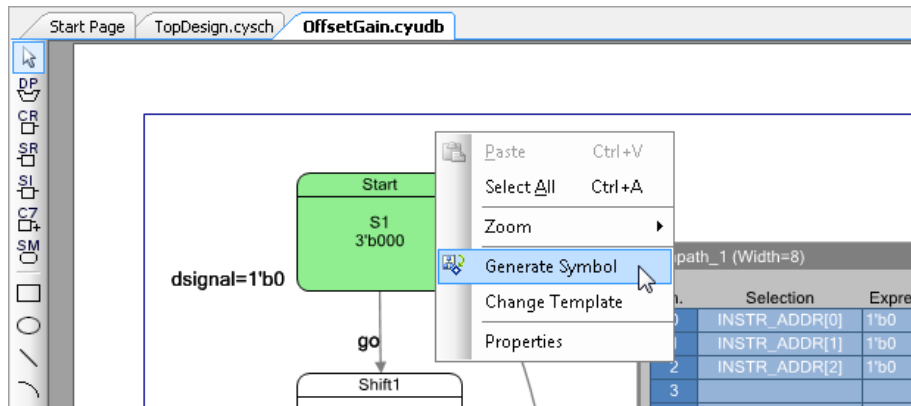 Start Page TopDesign.cysch OffsetGain.cyudb
DP
CR
SR
SI
C7
SM
Start
S1
3'b000
dsignal=1'b0
go
Shift1
Paste Ctrl+V
Select All Ctrl+A
Zoom
Generate Symbol
Change Template
Properties
(Width=8)
Selection
INSTR_ADDR[0] 1'b0
INSTR_ADDR[1] 1'b0
2 INSTR_ADDR[2] 1'b0
3